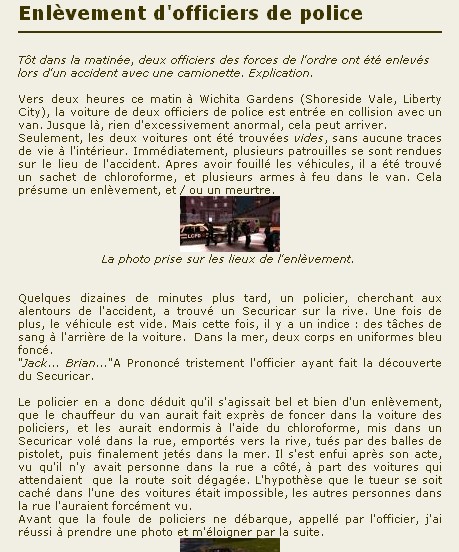 Enlèvement d'officiers de police
Tôt dans la matinée, deux officiers des forces de l'ordre ont été enlevés
lors d'un accident avec une camionette. Explication.
Vers deux heures ce matin à Wichita Gardens (Shoreside Vale, Liberty
City), la voiture de deux officiers de police est entrée en collision avec un
van. Jusque là, rien d'excessivement anormal, cela peut arriver.
Seulement, les deux voitures ont été trouvées vides, sans aucune traces
de vie à l'intérieur. Immédiatement, plusieurs patrouilles se sont rendues
sur le lieu de l'accident. Apres avoir fouillé les véhicules, il a été trouvé
un sachet de chloroforme, et plusieurs armes à feu dans le van. Cela
présume un enlèvement, et / ou un meurtre.
LCPD
La photo prise sur les lieux de l'enlèvement.
Quelques dizaines de minutes plus tard, un policier, cherchant aux
alentours de l'accident, a trouvé un Securicar sur la rive. Une fois de
plus, le véhicule est vide. Mais cette fois, il y a un indice : des tâches de
sang à l'arrière de la voiture. Dans la mer, deux corps en uniformes bleu
foncé.
"Jack... Brian..."A Prononcé tristement l'officier ayant fait la découverte
du Securicar.
Le policier en a donc déduit qu'il s'agissait bel et bien d'un enlèvement,
que le chauffeur du van aurait fait exprès de foncer dans la voiture des
policiers, et les aurait endormis à l'aide du chloroforme, mis dans un
Securicar volé dans la rue, emportés vers la rive, tués par des balles de
pistolet, puis finalement jetés dans la mer. Il s'est enfui après son acte,
vu qu'il n'y avait personne dans la rue a côté, à part des voitures qui
attendaient que la route soit dégagée. L'hypothèse que le tueur se soit
caché dans l'une des voitures était impossible, les autres personnes dans
la rue l'auraient forcément vu.
Avant que la foule de policiers ne débarque, appellé par l'officier, j'ai
réussi à prendre une photo et m'éloigner par la suite.